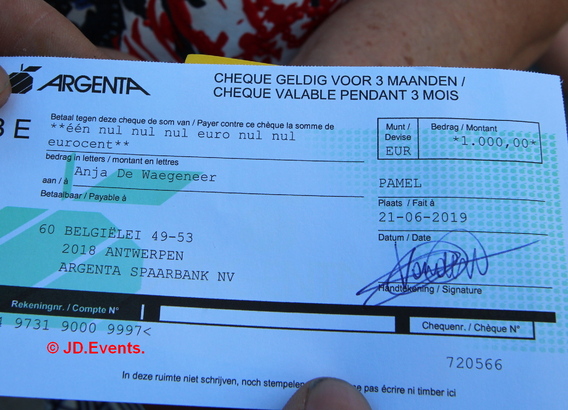 ARGENTA
CHEQUE GELDIG VOOR 3 MAANDEN /
CHEQUE VALABLE PENDANT 3 MOIS
BE
Betaal tegen deze cheque de som van / Payer contre ce chèque la somme de
**één nul nul nul euro nul nul
eurocent**
bedrag in letters / montant en lettres
Munt /
Devise
EUR
Bedrag / Montant
*1.000,00*
aan / à
Anja De Waegeneer
Betaalbaar / Payable à
PAMEL
Plaats / Fait à
21-06-2019
Datum / Date
60 BELGIËLEI 49-53
2018 ANTWERPEN
ARGENTA SPAARBANK NV
Handtekening / Signature
Rekeningnr. / Compte N°
9731 9000 9997<
Chequenr. / Chèque N°
720566
© JD.Events.
In deze ruimte niet schrijven, noch stempelen
ne pas écrire ni timber ici